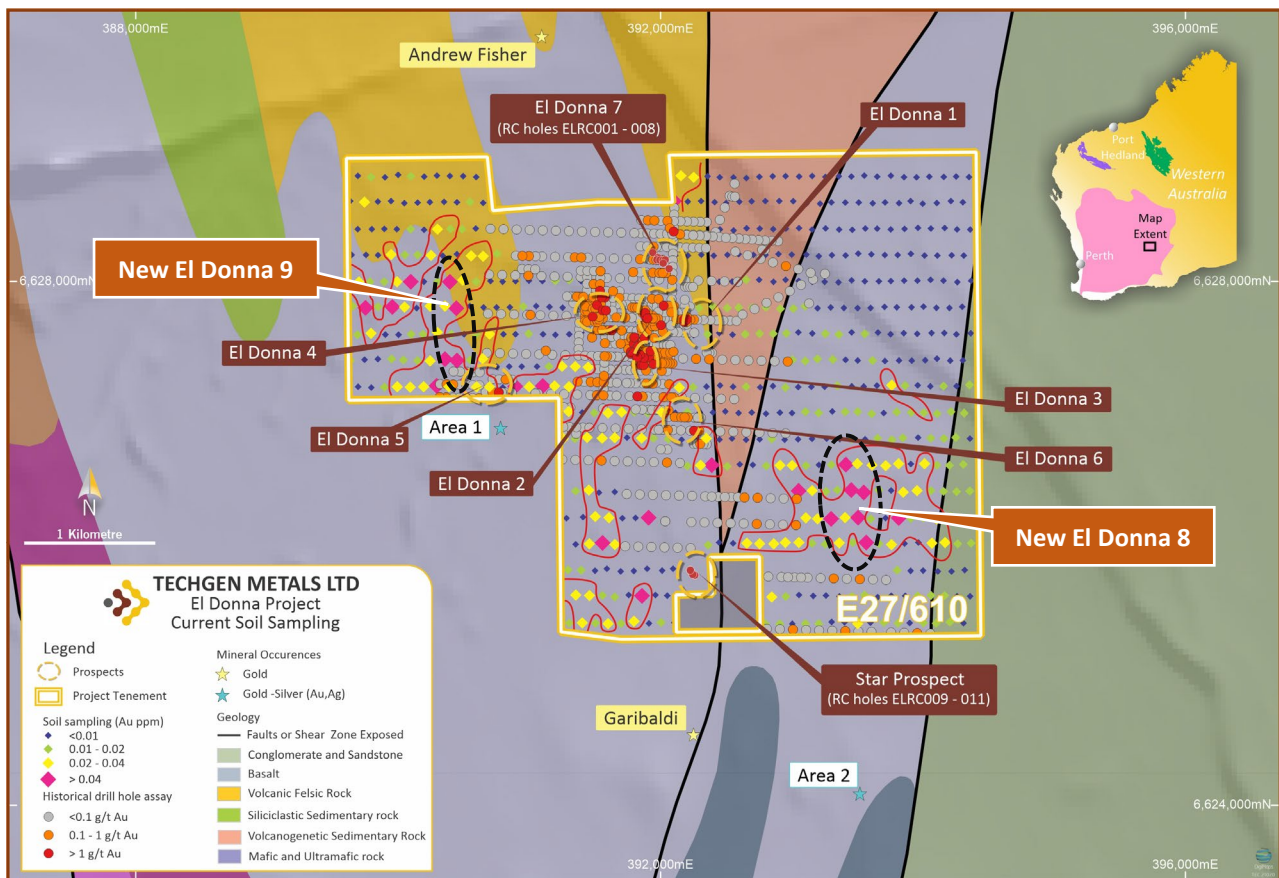 388,000mE
392,000mE
396,000mE
Andrew Fisher
El Donna 7
(RC holes ELRC001 - 008)
El Donna 1
Port
Hedland
Western
Australia
Map
Extent
Perth
New El Donna 9
6,628,000mN
6,628,000mN
El Donna 4
El Donna 3
El Donna 5
Area 1
El Donna 6
El Donna 2
N
1 Kilometre
New El Donna 8
E27/610
TECHGEN METALS LTD
El Donna Project
Current Soil Sampling
Legend
Prospects
Project Tenement
Soil sampling (Au ppm)
<0.01
0.01 - 0.02
0.02 - 0.04
> 0.04
Historical drill hole assay
<0.1 g/t Au
0.1 - 1 g/t Au
> 1 g/t Au
Mineral Occurences
Gold
Gold -Silver (Au,Ag)
Geology
Faults or Shear Zone Exposed
Conglomerate and Sandstone
Basalt
Volcanic Felsic Rock
Siliciclastic Sedimentary rock
Volcanogenetic Sedimentary Rock
Mafic and Ultramafic rock
Star Prospect
(RC holes ELRC009 - 011)
Garibaldi
Area 2
6,624,000mN
392,000mE
396,000mE